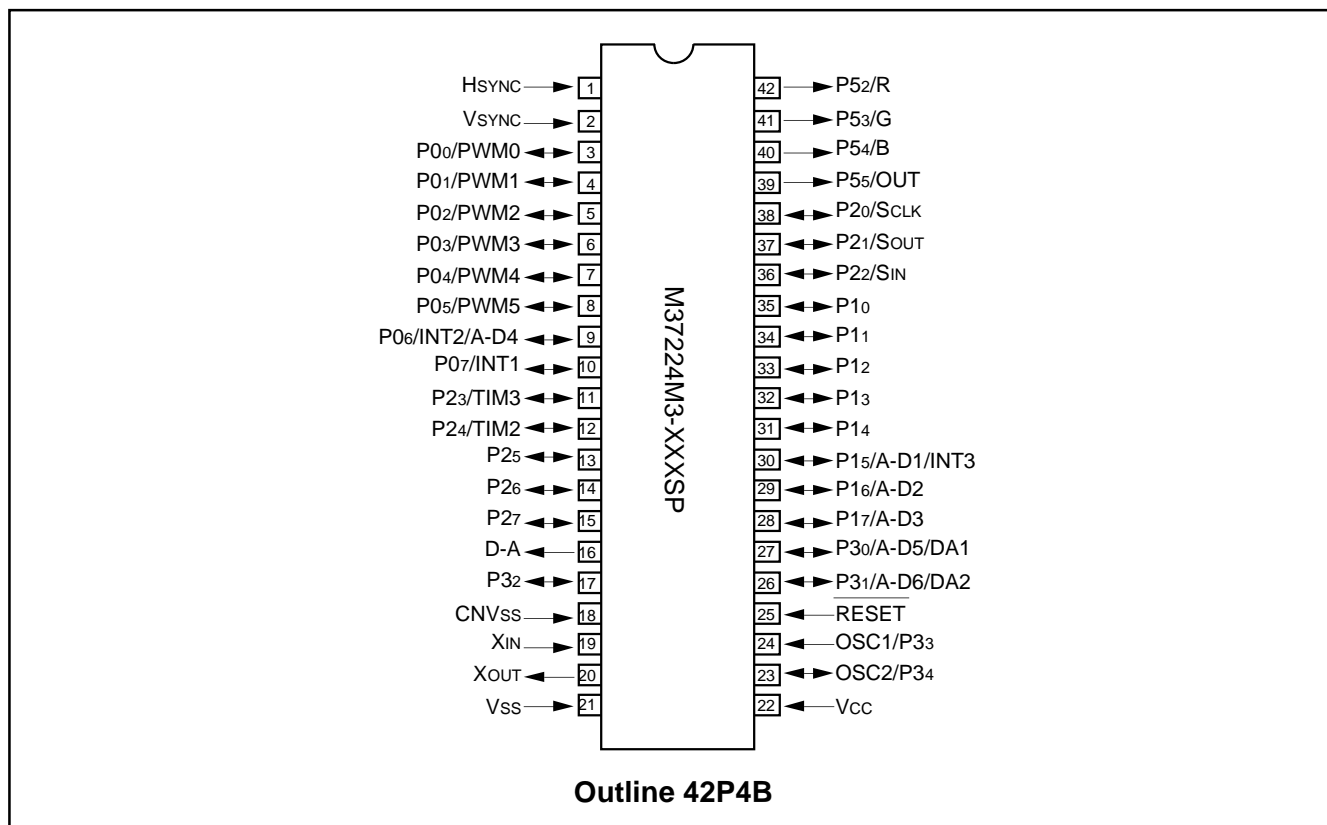 HSYNC 1
VSYNC 2
P00/PWM0 3
P01/PWM1 4
P02/PWM2 5
P03/PWM3 6
P04/PWM4 7
P05/PWM5 8
P06/INT2/A-D4 9
P07/INT1 10
P23/TIM3 11
P24/TIM2 12
P25 13
P26 14
P27 15
D-A 16
P32 17
CNVSS 18
XIN 19
XOUT 20
VSS 21
M37224M3-XXXSP
42 P52/R
41 P53/G
40 P54/B
39 P55/OUT
38 P20/SCLK
37 P21/SOUT
36 P22/SIN
35 P10
34 P11
33 P12
32 P13
31 P14
30 P15/A-D1/INT3
29 P16/A-D2
28 P17/A-D3
27 P30/A-D5/DA1
26 P31/A-D6/DA2
25 RESET
24 OSC1/P33
23 OSC2/P34
22 VCC
Outline 42P4B